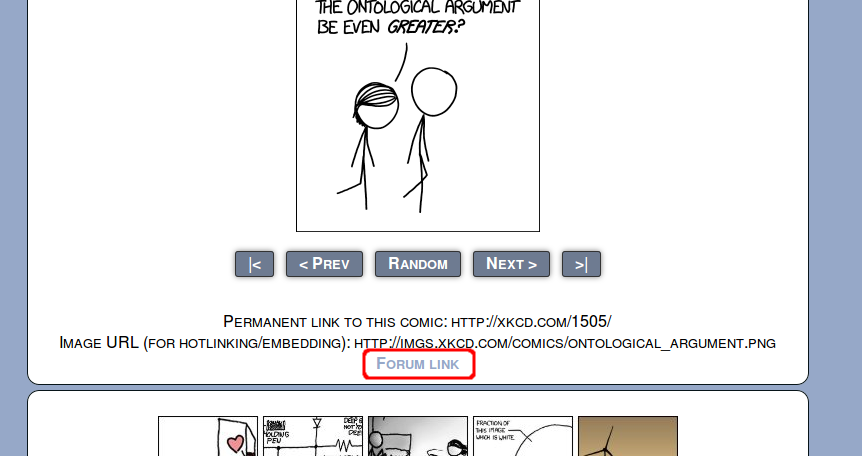 THE ONTOLOGICAL ARGUMENT
BE EVEN GREATER?
|< < PREV RANDOM NEXT > >|
PERMANENT LINK TO THIS COMIC: HTTP://XKCD.COM/1505/
IMAGE URL (FOR HOTLINKING/EMBEDDING): HTTP://IMGS.XKCD.COM/COMICS/ONTOLOGICAL_ARGUMENT.PNG
FORUM LINK
HOLDING
PEN
FRACTION OF
THIS IMAGE
WHICH IS WHITE